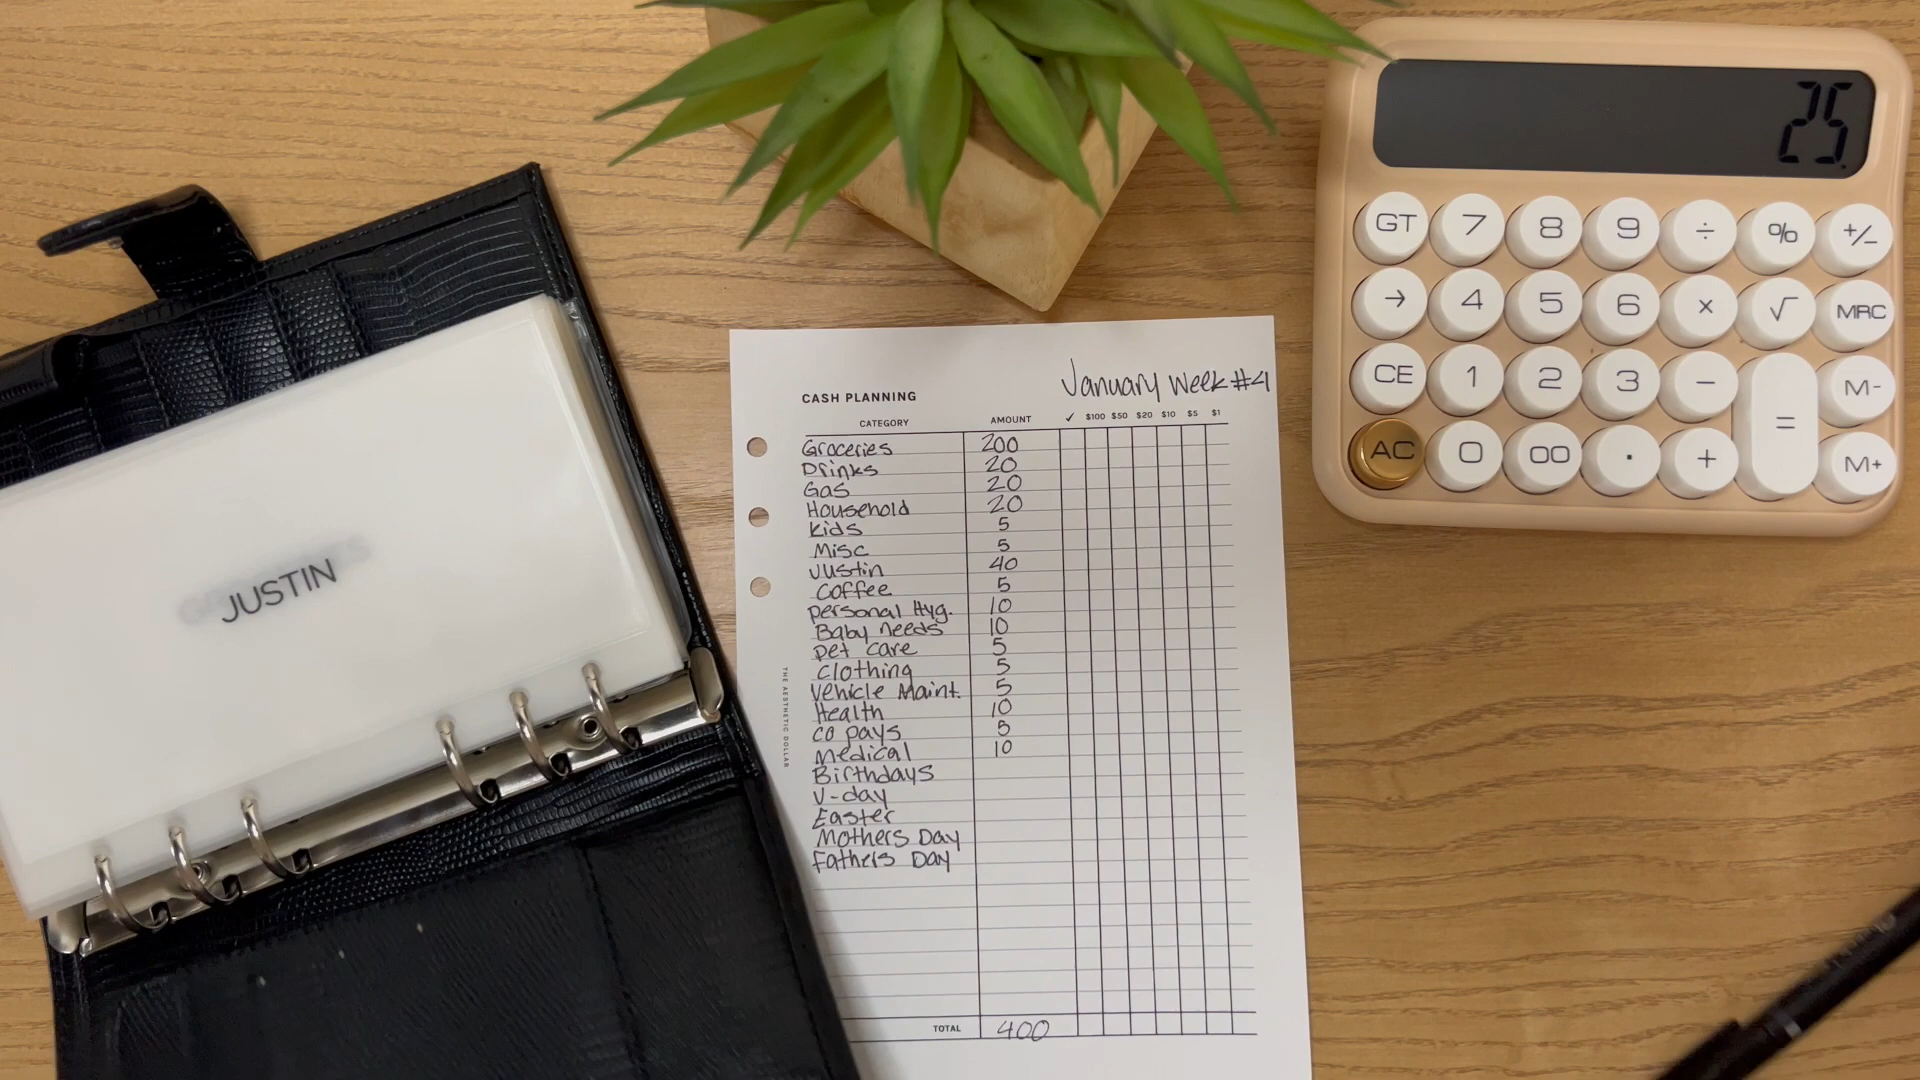 JUSTIN
January Week #4
CASH PLANNING
CATEGORY AMOUNT ✓ $100 $50 $20 $10 $5 $1
Groceries 200
Drinks 20
Gas 20
Household 20
Kids 5
Misc 5
Justin 40
Coffee 5
personal Hyg. 10
Baby needs 10
pet care 5
Clothing 5
Vehicle Maint. 5
Health 10
co pays 5
medical 10
Birthdays
V-day
Easter
Mothers Day
Fathers Day
TOTAL 400
THE AESTHETIC DOLLAR
25.
GT 7 8 9 ÷ % +/-
→ 4 5 6 × √ MRC
CE 1 2 3 − M-
AC 0 00 . + = M+